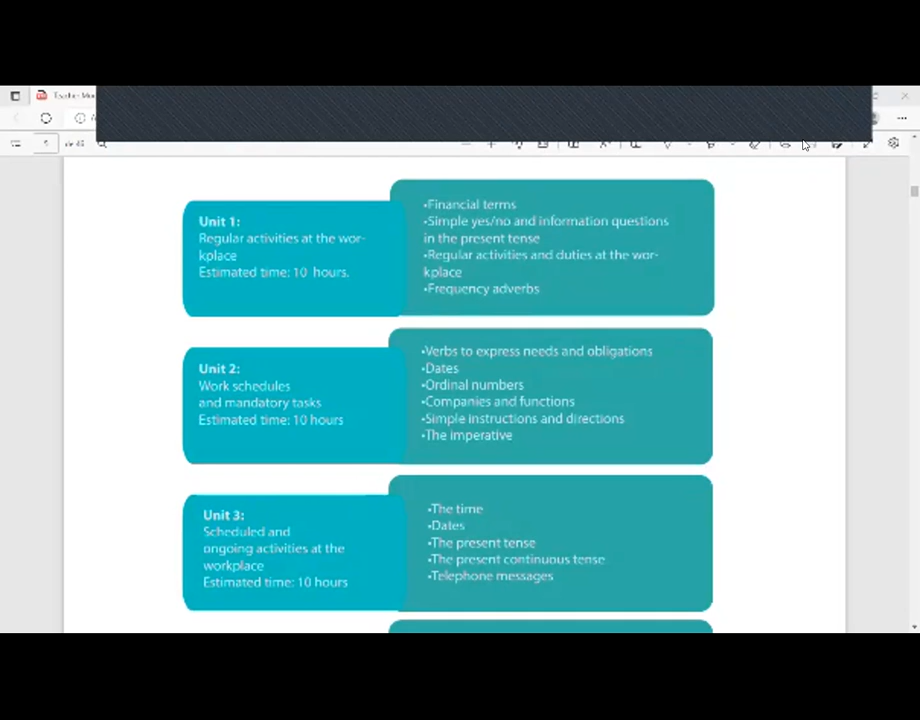 Teacher Mod
de 45
Unit 1:
Regular activities at the wor-
kplace
Estimated time: 10 hours.
•Financial terms
•Simple yes/no and information questions
in the present tense
•Regular activities and duties at the wor-
kplace
•Frequency adverbs
Unit 2:
Work schedules
and mandatory tasks
Estimated time: 10 hours
•Verbs to express needs and obligations
•Dates
•Ordinal numbers
•Companies and functions
•Simple instructions and directions
•The imperative
Unit 3:
Scheduled and
ongoing activities at the
workplace
Estimated time: 10 hours
•The time
•Dates
•The present tense
•The present continuous tense
•Telephone messages